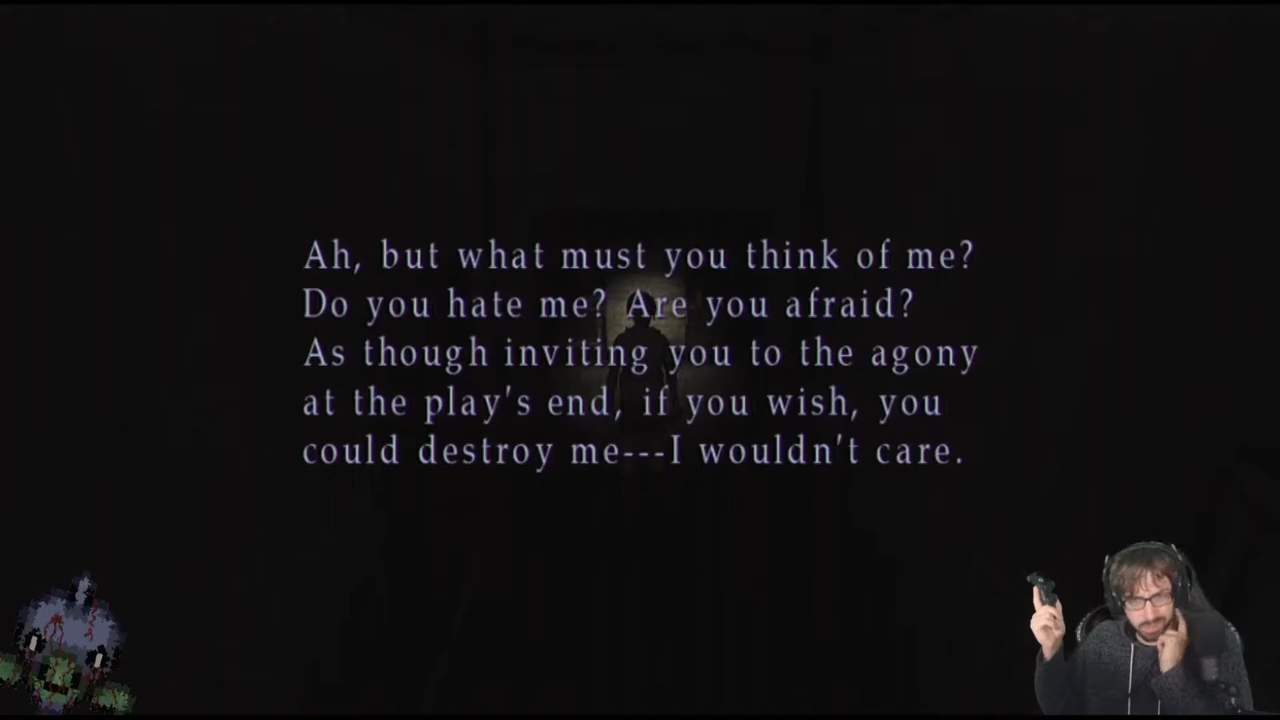 Ah, but what must you think of me?
Do you hate me? Are you afraid?
As though inviting you to the agony
at the play's end, if you wish, you
could destroy me---I wouldn't care.